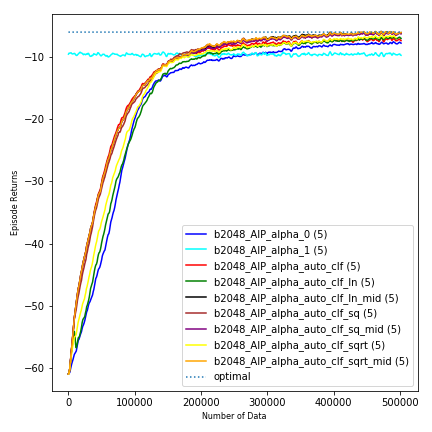 −10
−20
−30
−40
−50
−60
Episode Returns
b2048_AIP_alpha_0 (5)
b2048_AIP_alpha_1 (5)
b2048_AIP_alpha_auto_clf (5)
b2048_AIP_alpha_auto_clf_ln (5)
b2048_AIP_alpha_auto_clf_ln_mid (5)
b2048_AIP_alpha_auto_clf_sq (5)
b2048_AIP_alpha_auto_clf_sq_mid (5)
b2048_AIP_alpha_auto_clf_sqrt (5)
b2048_AIP_alpha_auto_clf_sqrt_mid (5)
optimal
0 100000 200000 300000 400000 500000
Number of Data